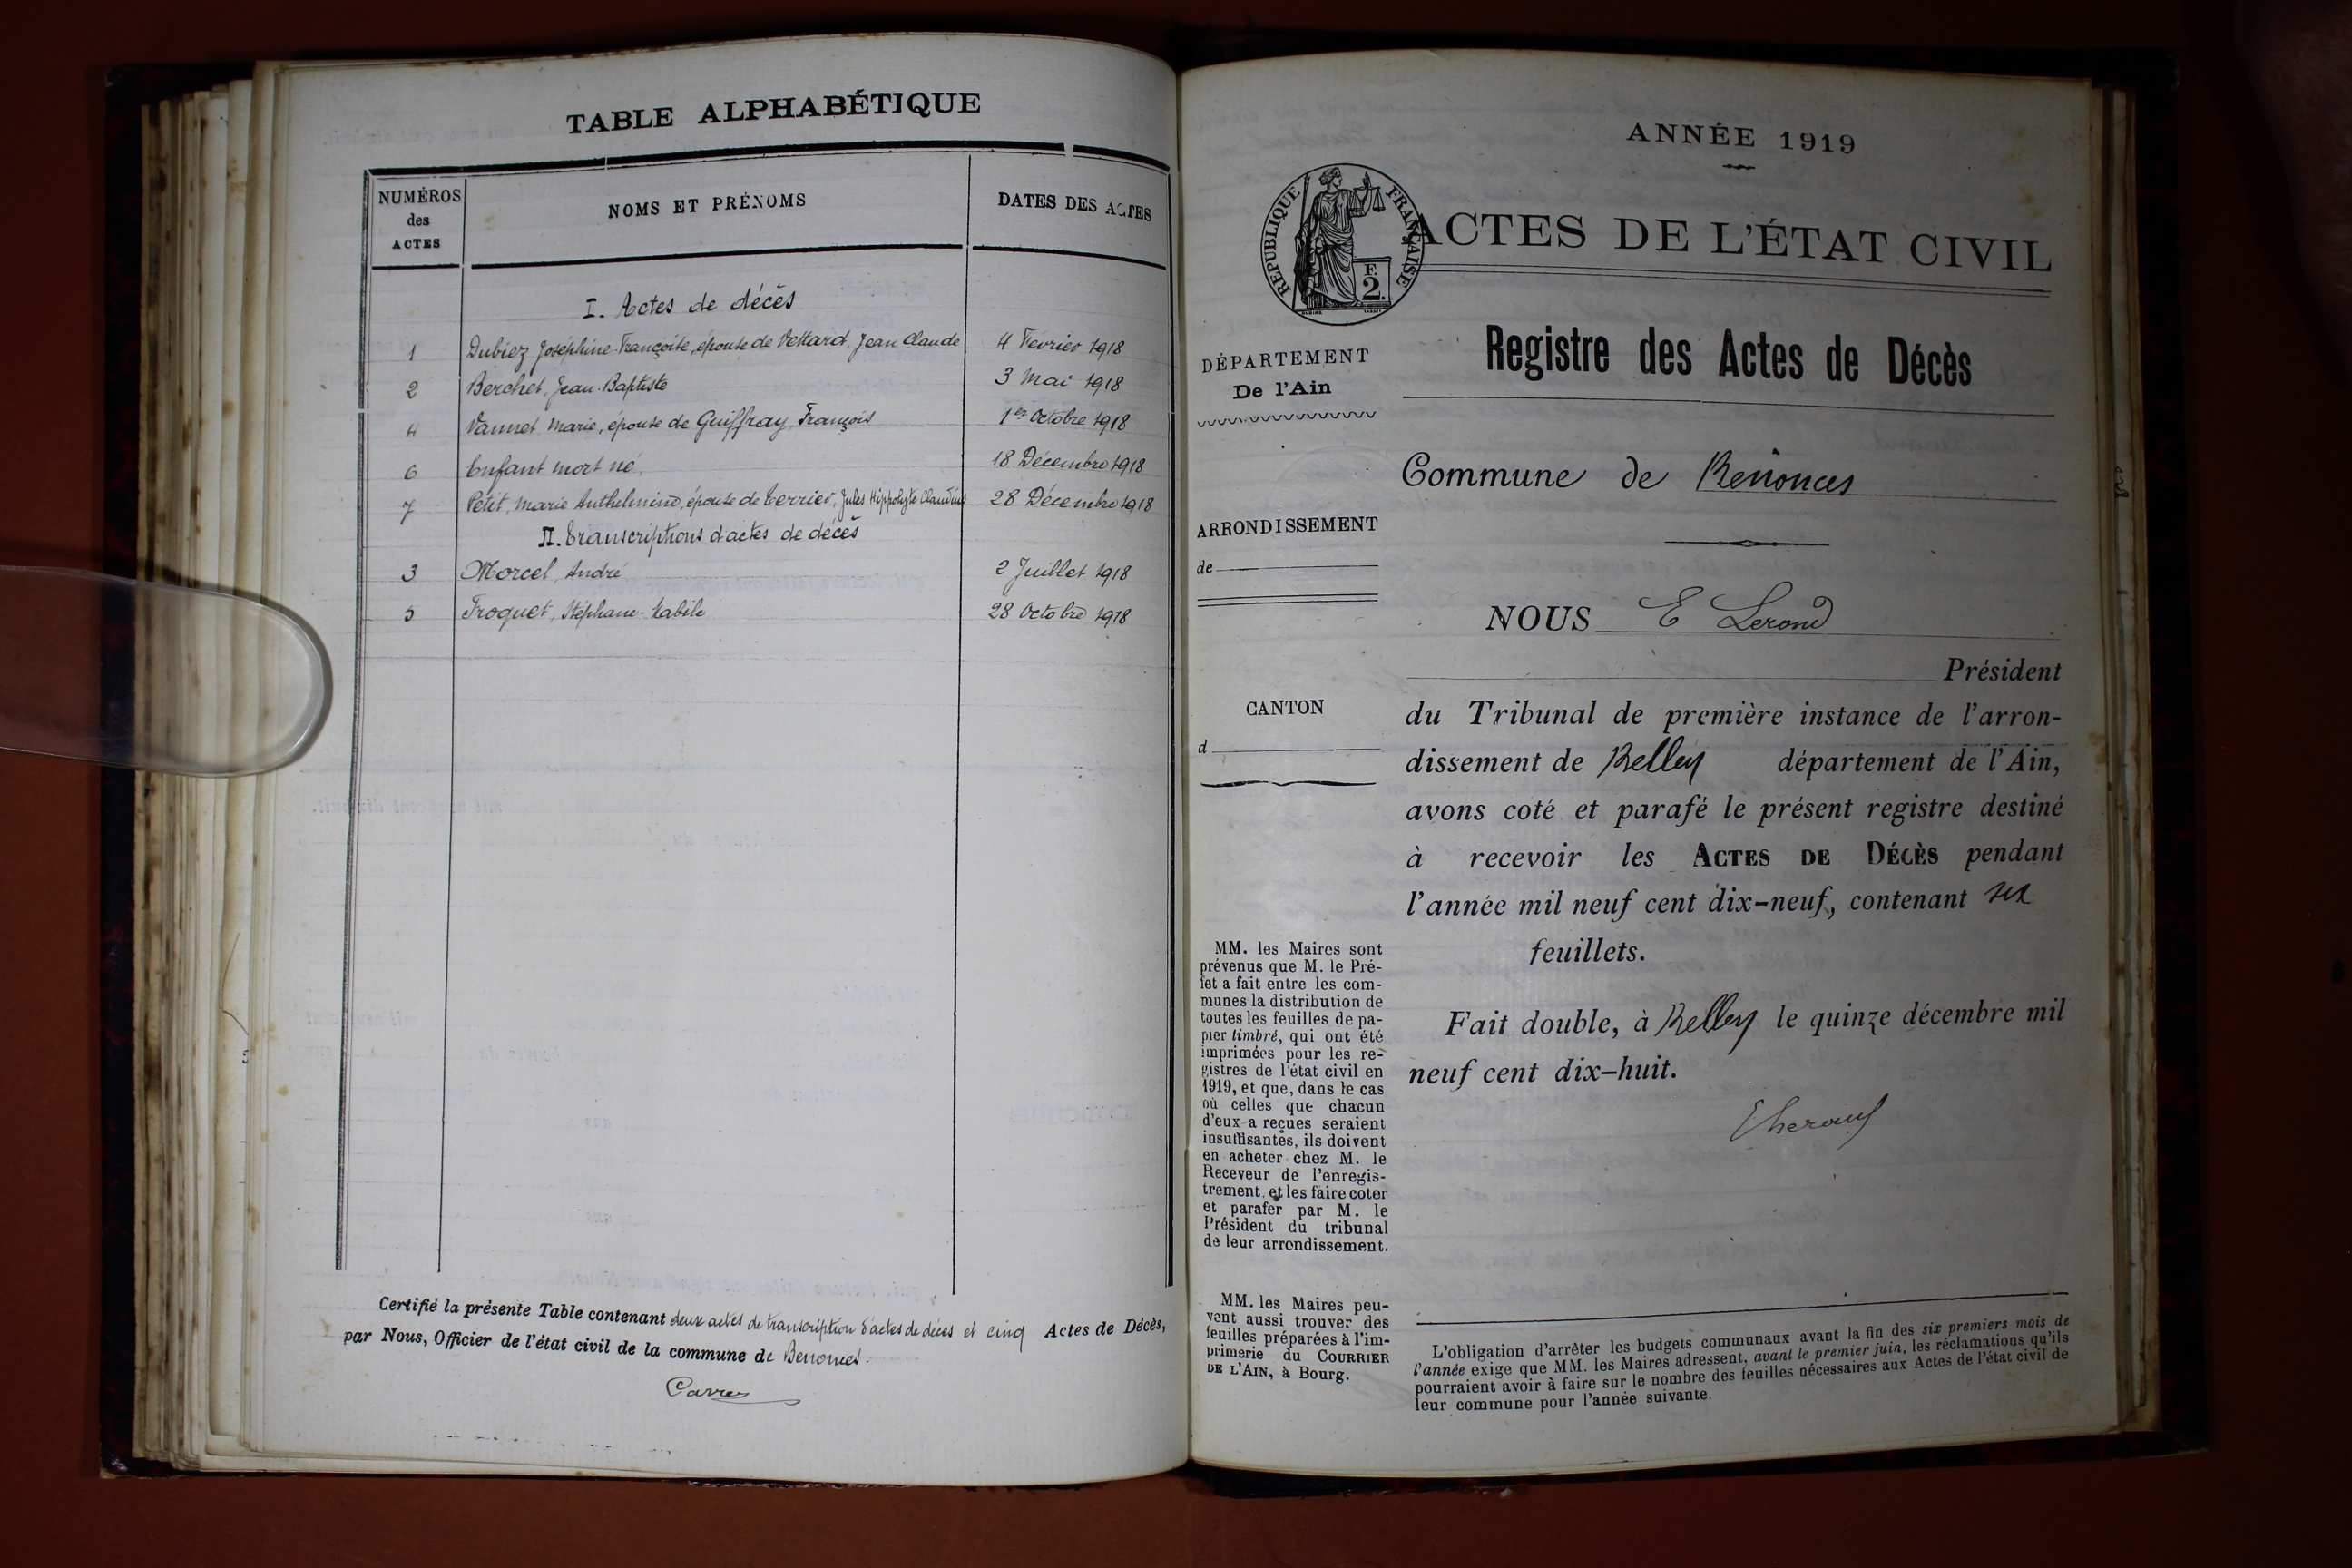 TABLE ALPHABÉTIQUE
NUMÉROS des ACTES
NOMS ET PRÉNOMS
DATES DES ACTES
I. Actes de décès
1 Dubiez Joséphine-Françoise, épouse de Vettard, Jean Claude 4 Février 1918
2 Berchet, Jean-Baptiste 3 Mai 1918
4 Vannet Marie, épouse de Guiffray, François 1er Octobre 1918
6 Enfant mort né 18 Décembre 1918
7 Petit, Marie Anthelmine, épouse de Terrier, Jules Hippolyte Claudius 28 Décembre 1918
II. Transcriptions d'actes de décès
3 Morcel, André 2 Juillet 1918
5 Froquet, Stéphane 28 Octobre 1918
Certifié la présente Table contenant deux actes de transcription d'actes de décès et cinq Actes de Décès,
par Nous, Officier de l'état civil de la commune de Benonces.
ANNÉE 1919
RÉPUBLIQUE FRANÇAISE
F. 2.
ACTES DE L'ÉTAT CIVIL
Registre des Actes de Décès
DÉPARTEMENT
De l'Ain
Commune de Benonces
ARRONDISSEMENT
de
CANTON
d
NOUS E Lerond
Président
du Tribunal de première instance de l'arron-
dissement de Belley département de l'Ain,
avons coté et parafé le présent registre destiné
à recevoir les ACTES DE DÉCÈS pendant
l'année mil neuf cent dix-neuf, contenant six
feuillets.
Fait double, à Belley le quinze décembre mil
neuf cent dix-huit.
MM. les Maires sont
prévenus que M. le Pré-
fet a fait entre les com-
munes la distribution de
toutes les feuilles de pa-
pier timbré, qui ont été
imprimées pour les re-
gistres de l'état civil en
1919, et que, dans le cas
où celles que chacun
d'eux a reçues seraient
insuffisantes, ils doivent
en acheter chez M. le
Receveur de l'enregis-
trement, et les faire coter
et parafer par M. le
Président du tribunal
de leur arrondissement.
MM. les Maires peu-
vent aussi trouver des
feuilles préparées à l'im-
primerie du COURRIER
DE L'AIN, à Bourg.
L'obligation d'arrêter les budgets communaux avant la fin des six premiers mois de
l'année exige que MM. les Maires adressent, avant le premier juin, les réclamations qu'ils
pourraient avoir à faire sur le nombre des feuilles nécessaires aux Actes de l'état civil de
leur commune pour l'année suivante.